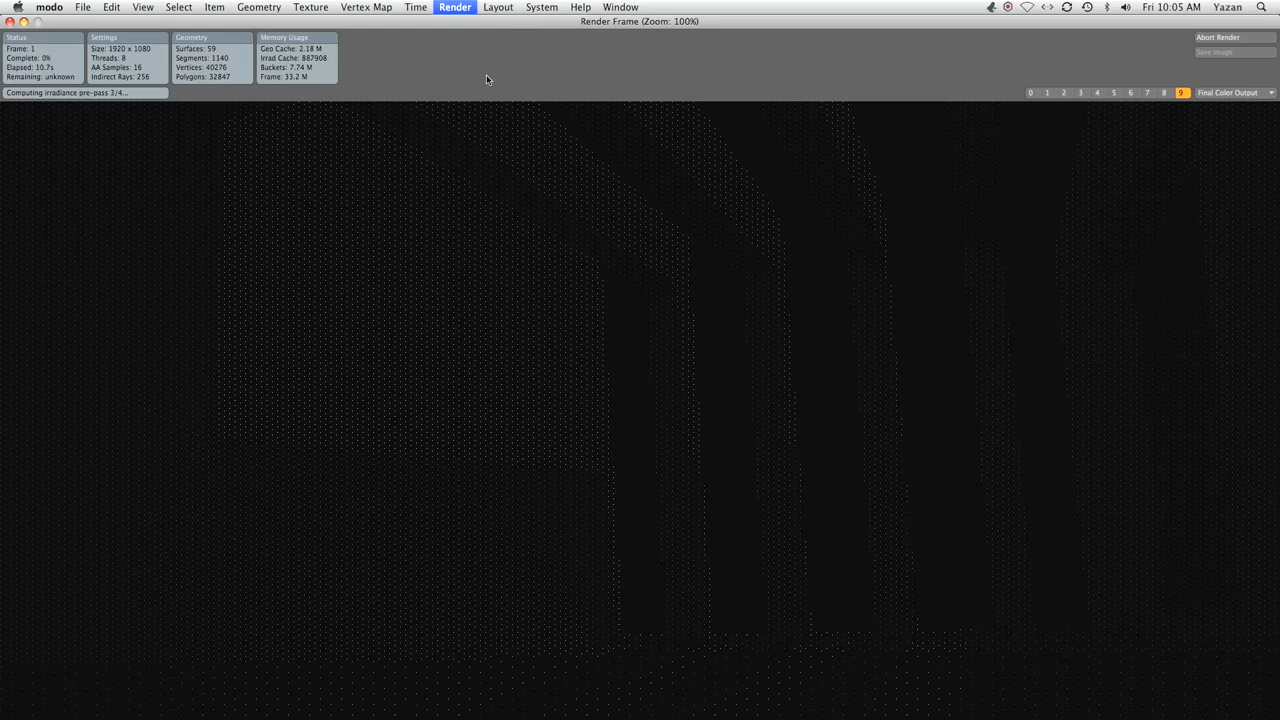 modo File Edit View Select Item Geometry Texture Vertex Map Time Render Layout System Help Window Fri 10:05 AM Yazan
Render Frame (Zoom: 100%)
Status Settings Geometry Memory Usage Abort Render
Frame: 1 Size: 1920 x 1080 Surfaces: 59 Geo Cache: 2.18 M Save Image
Complete: 0% Threads: 8 Segments: 1140 Irrad Cache: 887908
Elapsed: 10.7s AA Samples: 16 Vertices: 40276 Buckets: 7.74 M
Remaining: unknown Indirect Rays: 256 Polygons: 32847 Frame: 33.2 M
Computing irradiance pre-pass 3/4... 0 1 2 3 4 5 6 7 8 9 Final Color Output